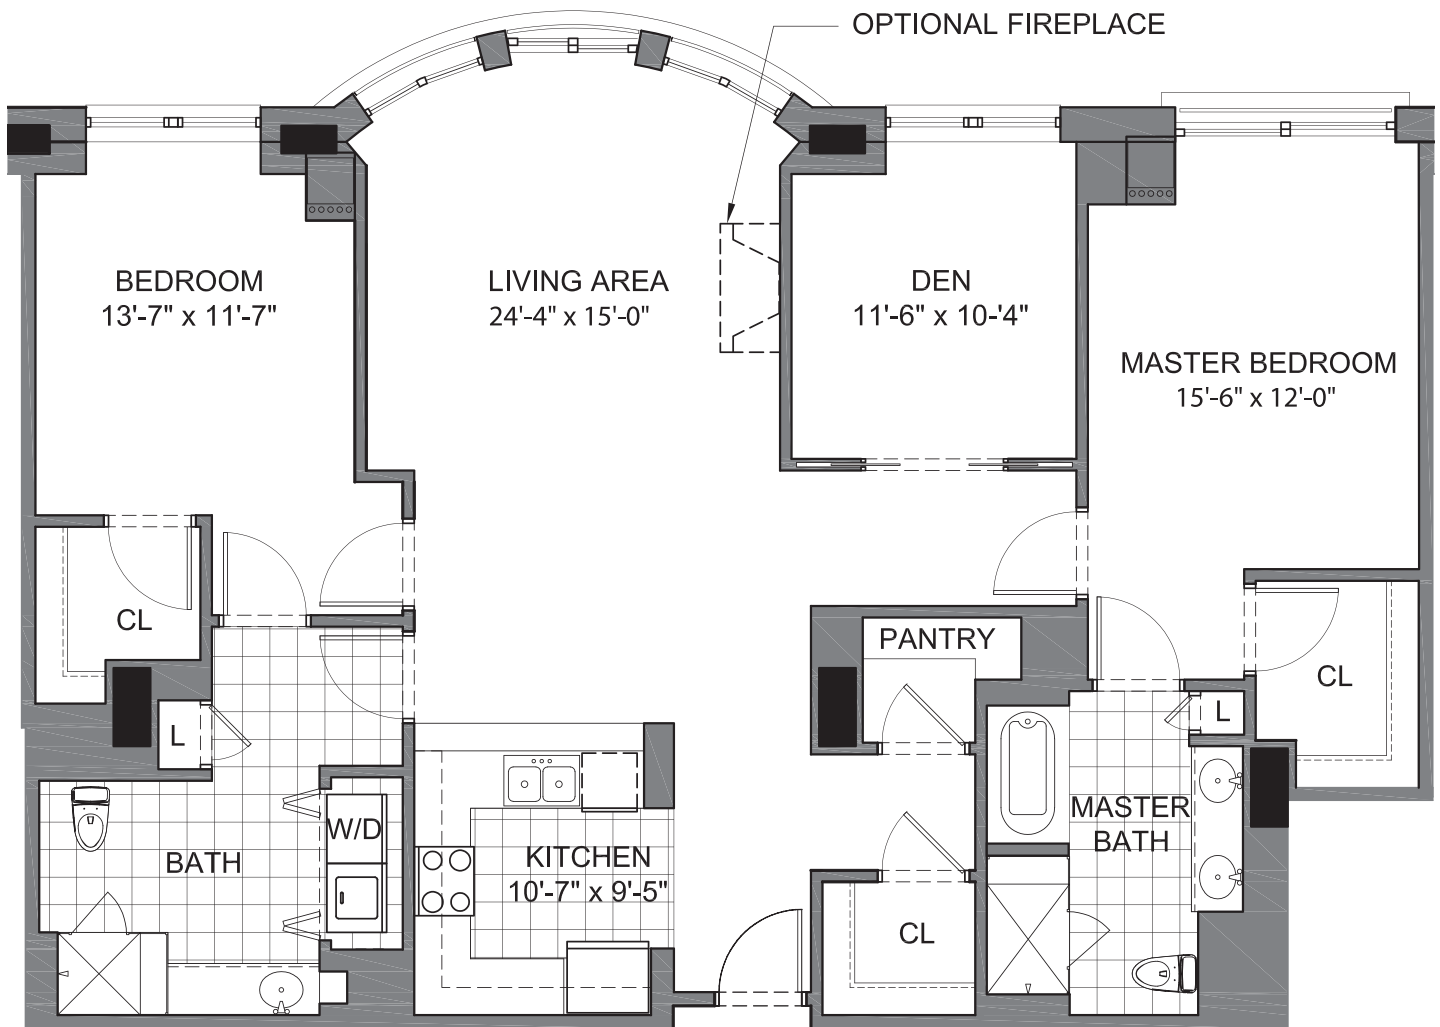 OPTIONAL FIREPLACE
BEDROOM
13'-7" x 11'-7"
LIVING AREA
24'-4" x 15'-0"
DEN
11'-6" x 10-'4"
MASTER BEDROOM
15'-6" x 12'-0"
CL
PANTRY
CL
L
L
W/D
MASTER
BATH
BATH
KITCHEN
10'-7" x 9'-5"
CL